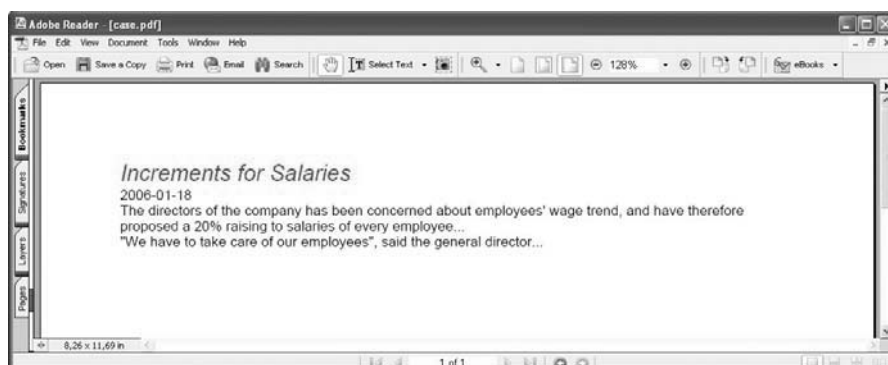 Adobe Reader - [case.pdf]
File Edit View Document Tools Window Help
Open Save a Copy Print Email Search Select Text 128% eBooks
Bookmarks
Signatures
Layers
Pages
Increments for Salaries
2006-01-18
The directors of the company has been concerned about employees' wage trend, and have therefore
proposed a 20% raising to salaries of every employee...
"We have to take care of our employees", said the general director...
8,26 x 11,69 in
1 of 1